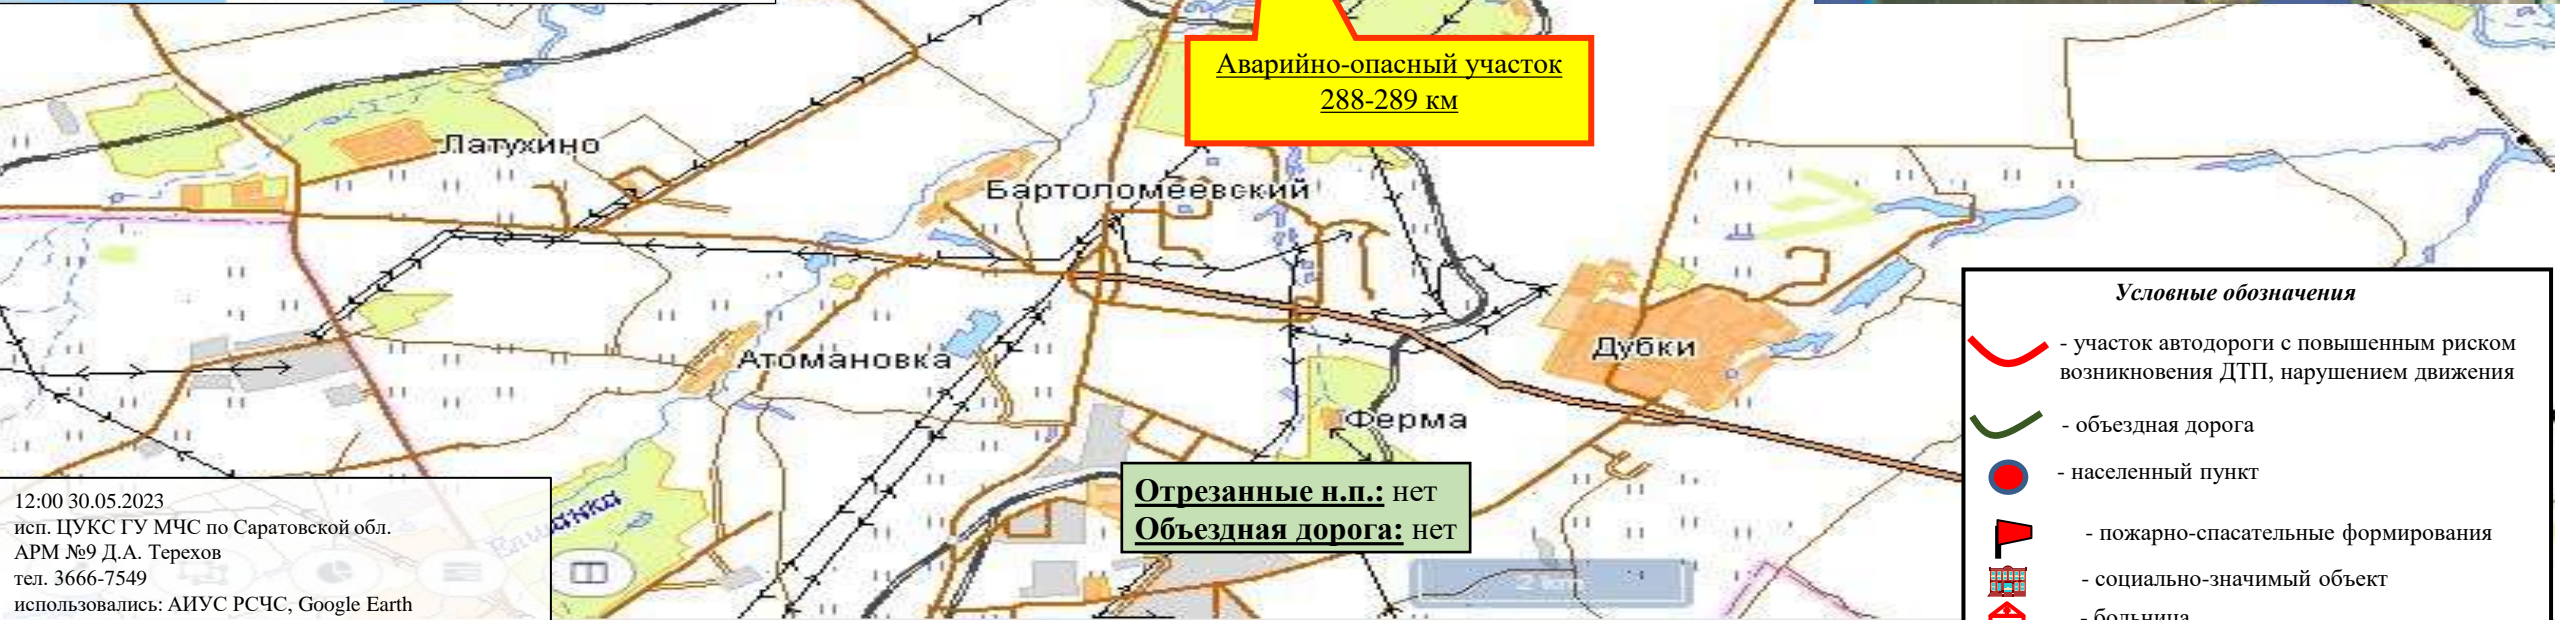 Аварийно-опасный участок
288-289 км
Латухино
Бартоломеевский
Атомановка
Дубки
Ферма
Отрезанные н.п.: нет
Объездная дорога: нет
12:00 30.05.2023
исп. ЦУКС ГУ МЧС по Саратовской обл.
АРМ №9 Д.А. Терехов
тел. 3666-7549
использовались: АИУС РСЧС, Google Earth
Условные обозначения
- участок автодороги с повышенным риском
возникновения ДТП, нарушением движения
- объездная дорога
- населенный пункт
- пожарно-спасательные формирования
- социально-значимый объект
- больница
2 km